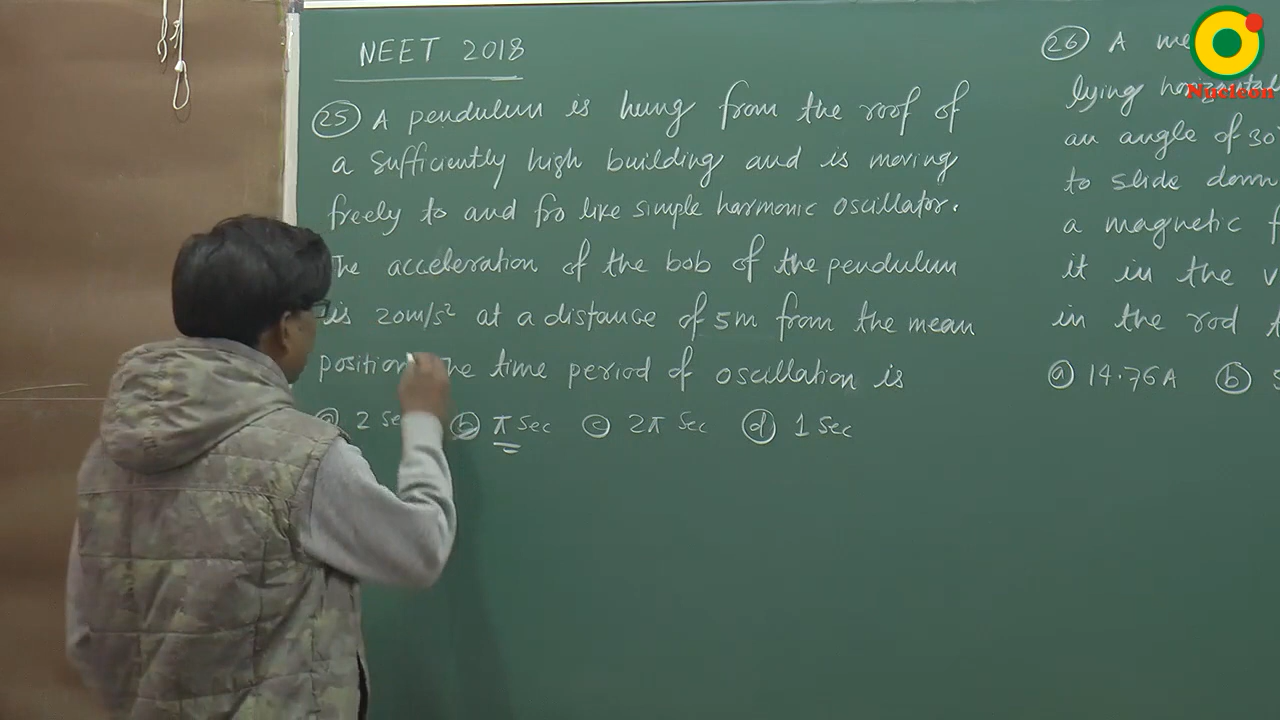 NEET 2018
25 A pendulum is hung from the roof of
a sufficiently high building and is moving
freely to and fro like simple harmonic oscillator.
The acceleration of the bob of the pendulum
is 20m/s² at a distance of 5m from the mean
position. The time period of oscillation is
a 2 Sec b π Sec c 2π Sec d 1 Sec
26 A
lying horizontal
an angle of 30
to slide down
a magnetic
it in the
in the rod
a 14.76A b
Nucleon